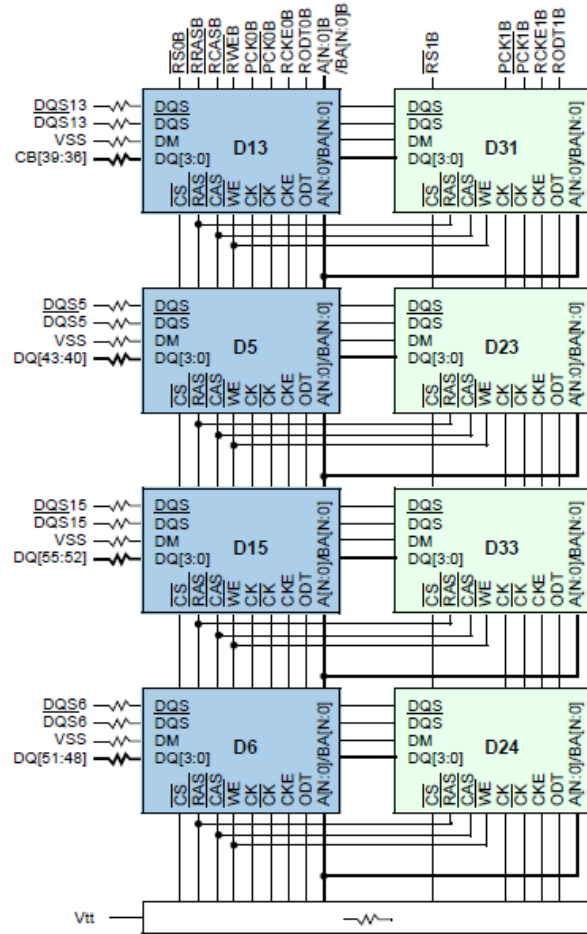 RS0B
RRASB
RCASB
RWEB
PCK0B
PCK0B
RCKE0B
RODT0B
A[N:0]B
/BA[N:0]B
RS1B
PCK1B
PCK1B
RCKE1B
RODT1B
DQS13
DQS13
VSS
CB[39:36]
DQS
DQS
DM
DQ[3:0]
D13
CS
RAS
CAS
WE
CK
CK
CKE
ODT
A[N:0]/BA[N:0]
DQS
DQS
DM
DQ[3:0]
D31
CS
RAS
CAS
WE
CK
CK
CKE
ODT
A[N:0]/BA[N:0]
DQS5
DQS5
VSS
DQ[43:40]
DQS
DQS
DM
DQ[3:0]
D5
CS
RAS
CAS
WE
CK
CK
CKE
ODT
A[N:0]/BA[N:0]
DQS
DQS
DM
DQ[3:0]
D23
CS
RAS
CAS
WE
CK
CK
CKE
ODT
A[N:0]/BA[N:0]
DQS15
DQS15
VSS
DQ[55:52]
DQS
DQS
DM
DQ[3:0]
D15
CS
RAS
CAS
WE
CK
CK
CKE
ODT
A[N:0]/BA[N:0]
DQS
DQS
DM
DQ[3:0]
D33
CS
RAS
CAS
WE
CK
CK
CKE
ODT
A[N:0]/BA[N:0]
DQS6
DQS6
VSS
DQ[51:48]
DQS
DQS
DM
DQ[3:0]
D6
CS
RAS
CAS
WE
CK
CK
CKE
ODT
A[N:0]/BA[N:0]
DQS
DQS
DM
DQ[3:0]
D24
CS
RAS
CAS
WE
CK
CK
CKE
ODT
A[N:0]/BA[N:0]
Vtt